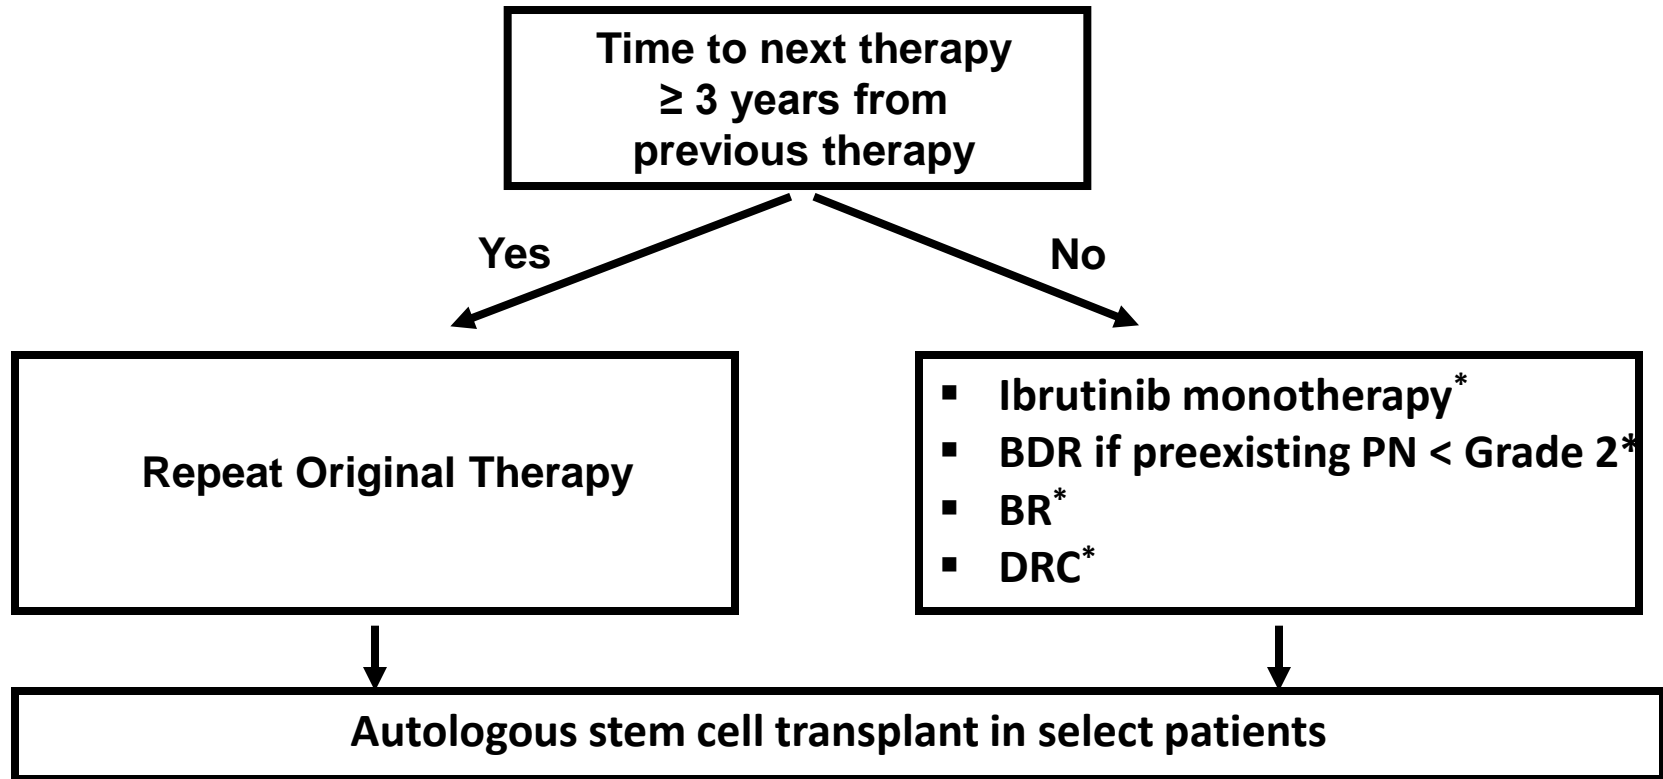 Time to next therapy
≥ 3 years from
previous therapy
Yes
No
Repeat Original Therapy
▪ Ibrutinib monotherapy*
▪ BDR if preexisting PN < Grade 2*
▪ BR*
▪ DRC*
Autologous stem cell transplant in select patients